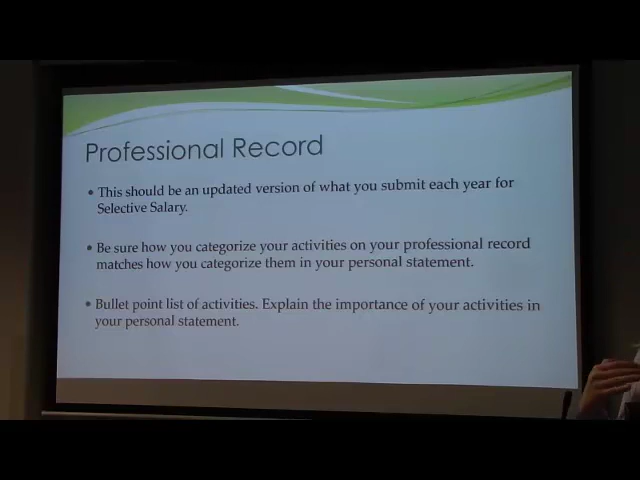 Professional Record
• This should be an updated version of what you submit each year for
Selective Salary.
• Be sure how you categorize your activities on your professional record
matches how you categorize them in your personal statement.
• Bullet point list of activities. Explain the importance of your activities in
your personal statement.